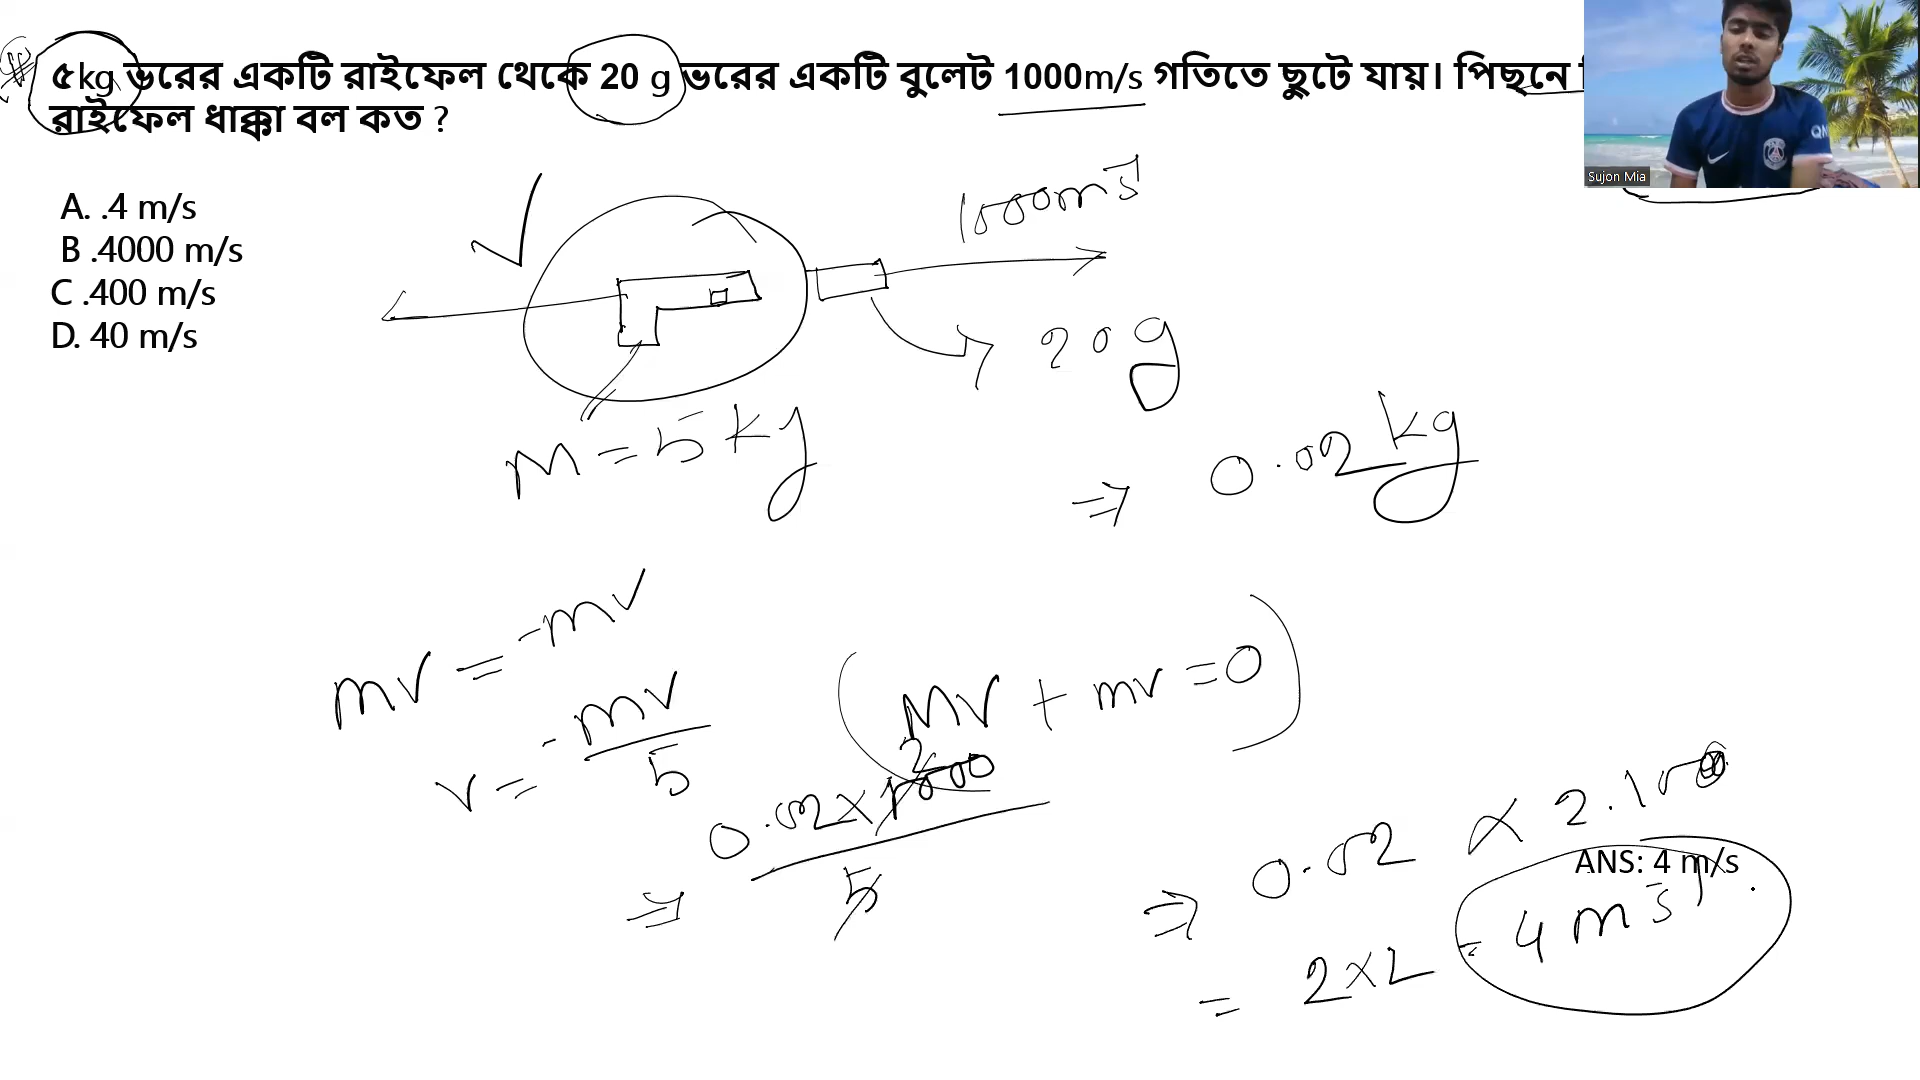 ৫kg ভরের একটি রাইফেল থেকে 20 g ভরের একটি বুলেট 1000m/s গতিতে ছুটে যায়। পিছনে
রাইফেল ধাক্কা বল কত ?
A. .4 m/s
B .4000 m/s
C .400 m/s
D. 40 m/s
Sujon Mia
1000ms⁻¹
20g
M=5kg
⇒ 0.02kg
mv = -mv
(MV + mv = 0)
v = - mv/5
⇒ 0.02×1000/5
2
⇒ 0.02 × 2.100
ANS: 4 m/s
= 2×2 = 4ms⁻¹